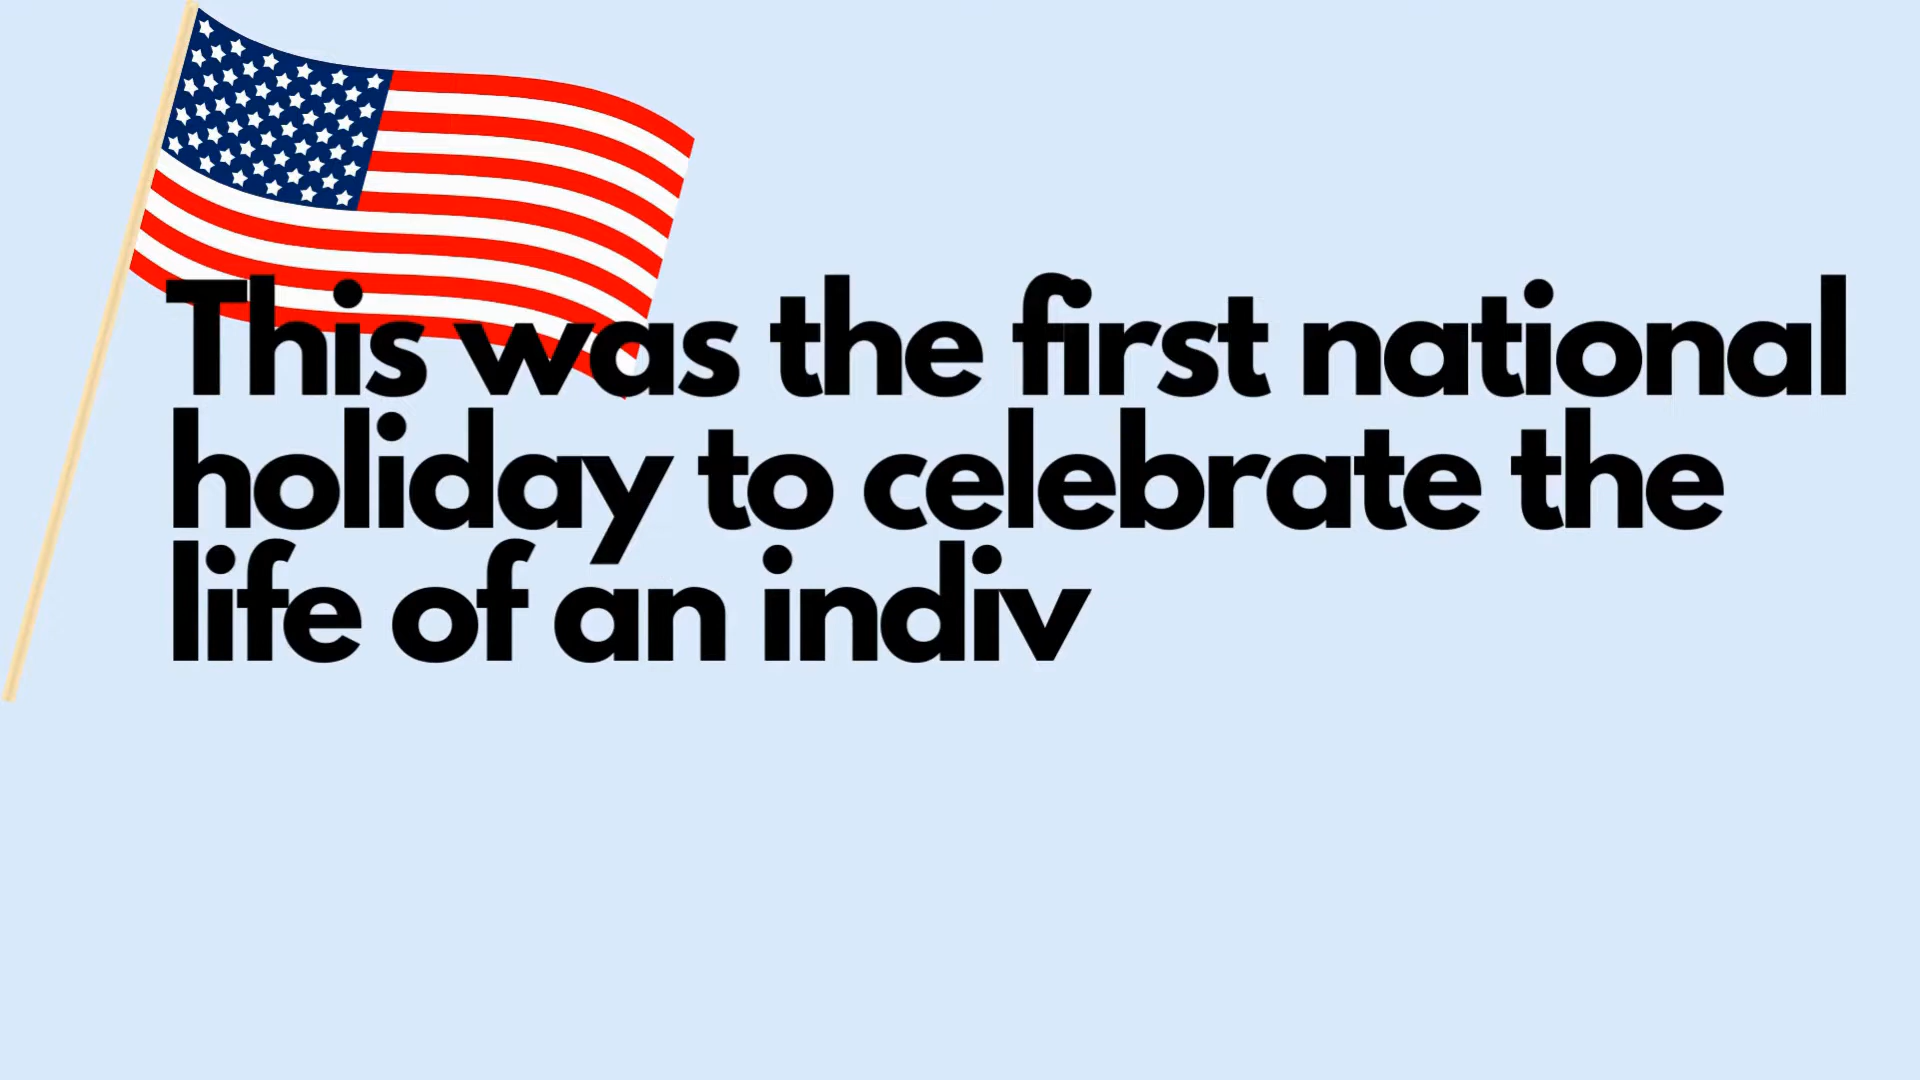 This was the first national
holiday to celebrate the
life of an indiv